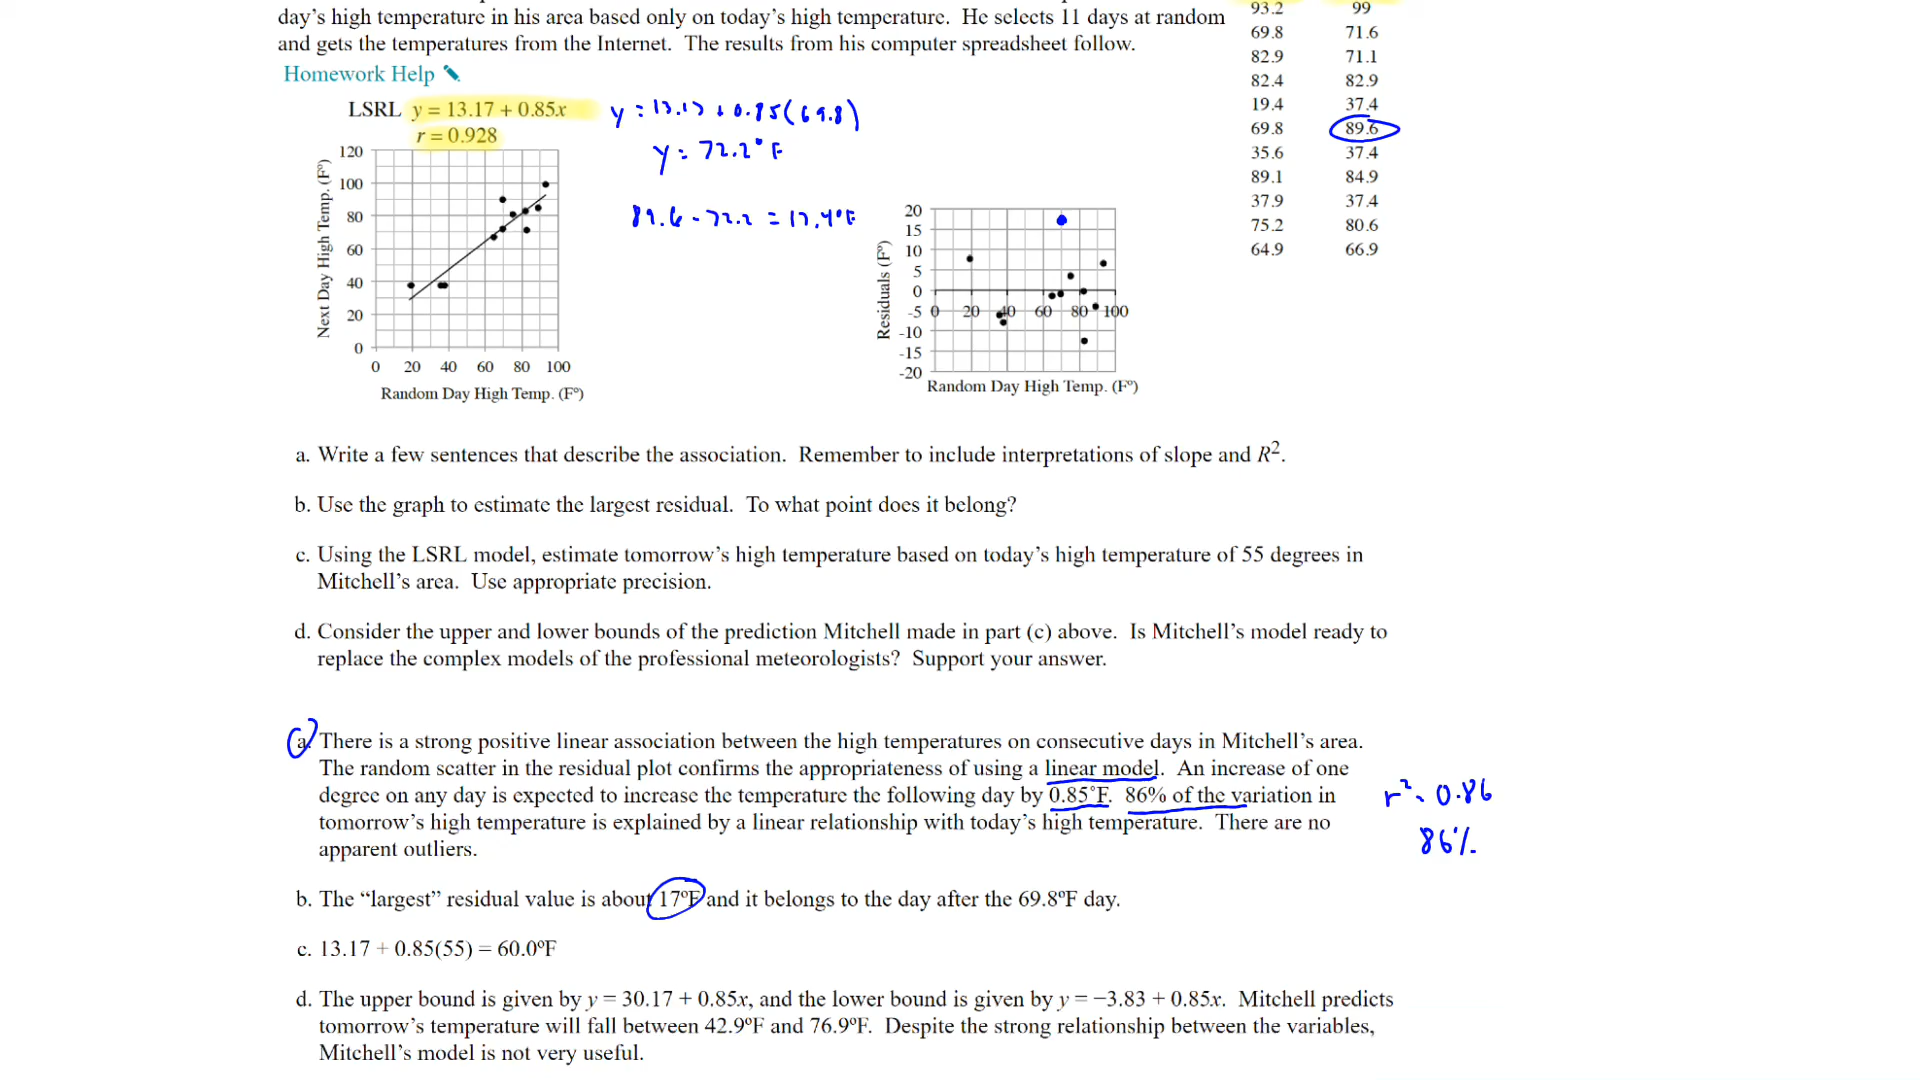 day's high temperature in his area based only on today's high temperature. He selects 11 days at random
and gets the temperatures from the Internet. The results from his computer spreadsheet follow.
Homework Help
93.2 99
69.8 71.6
82.9 71.1
82.4 82.9
19.4 37.4
69.8 89.6
35.6 37.4
89.1 84.9
37.9 37.4
75.2 80.6
64.9 66.9
LSRL y = 13.17 + 0.85x
r = 0.928
y = 13.17 + 0.85(69.8)
y = 72.2° F
89.6 - 72.2 = 17.4°F
Next Day High Temp. (Fº)
120
100
80
60
40
20
0
0 20 40 60 80 100
Random Day High Temp. (Fº)
Residuals (Fº)
20
15
10
5
0
-5
-10
-15
-20
0 20 40 60 80 100
Random Day High Temp. (Fº)
a. Write a few sentences that describe the association. Remember to include interpretations of slope and R².
b. Use the graph to estimate the largest residual. To what point does it belong?
c. Using the LSRL model, estimate tomorrow's high temperature based on today's high temperature of 55 degrees in
Mitchell's area. Use appropriate precision.
d. Consider the upper and lower bounds of the prediction Mitchell made in part (c) above. Is Mitchell's model ready to
replace the complex models of the professional meteorologists? Support your answer.
a. There is a strong positive linear association between the high temperatures on consecutive days in Mitchell's area.
The random scatter in the residual plot confirms the appropriateness of using a linear model. An increase of one
degree on any day is expected to increase the temperature the following day by 0.85°F. 86% of the variation in
tomorrow's high temperature is explained by a linear relationship with today's high temperature. There are no
apparent outliers.
r² = 0.86
86%
b. The “largest” residual value is about 17ºF and it belongs to the day after the 69.8ºF day.
c. 13.17 + 0.85(55) = 60.0ºF
d. The upper bound is given by y = 30.17 + 0.85x, and the lower bound is given by y = −3.83 + 0.85x. Mitchell predicts
tomorrow's temperature will fall between 42.9ºF and 76.9ºF. Despite the strong relationship between the variables,
Mitchell's model is not very useful.